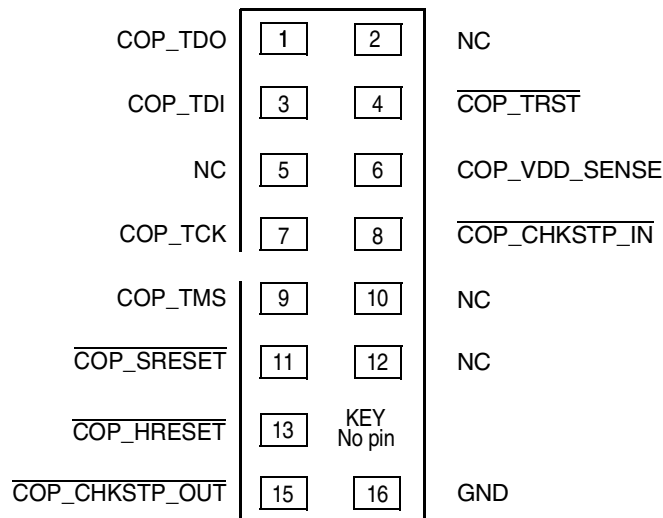 COP_TDO 1 2 NC
COP_TDI 3 4 COP_TRST
NC 5 6 COP_VDD_SENSE
COP_TCK 7 8 COP_CHKSTP_IN
COP_TMS 9 10 NC
COP_SRESET 11 12 NC
COP_HRESET 13 KEY
No pin
COP_CHKSTP_OUT 15 16 GND